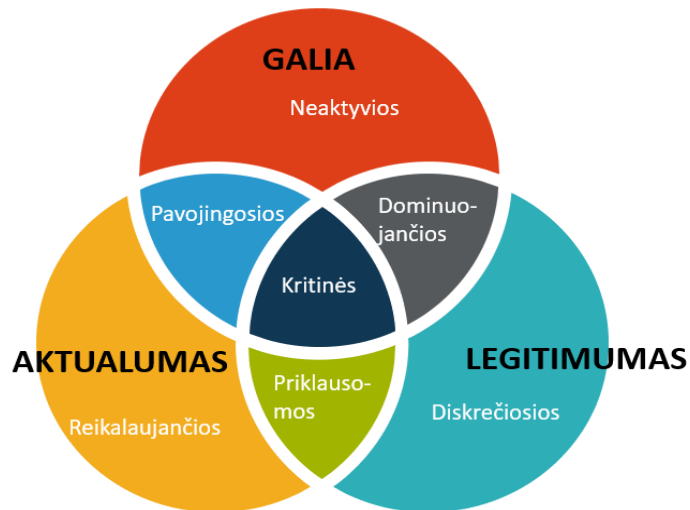 GALIA
Neaktyvios
Pavojingosios
Dominuo-
jančios
Kritinės
AKTUALUMAS
LEGITIMUMAS
Priklauso-
mos
Reikalaujančios
Diskrečiosios